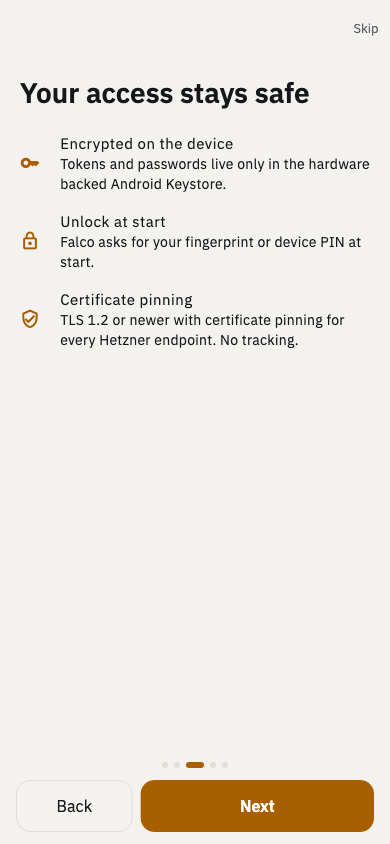 Skip
Your access stays safe
Encrypted on the device
Tokens and passwords live only in the hardware
backed Android Keystore.
Unlock at start
Falco asks for your fingerprint or device PIN at
start.
Certificate pinning
TLS 1.2 or newer with certificate pinning for
every Hetzner endpoint. No tracking.
Back
Next